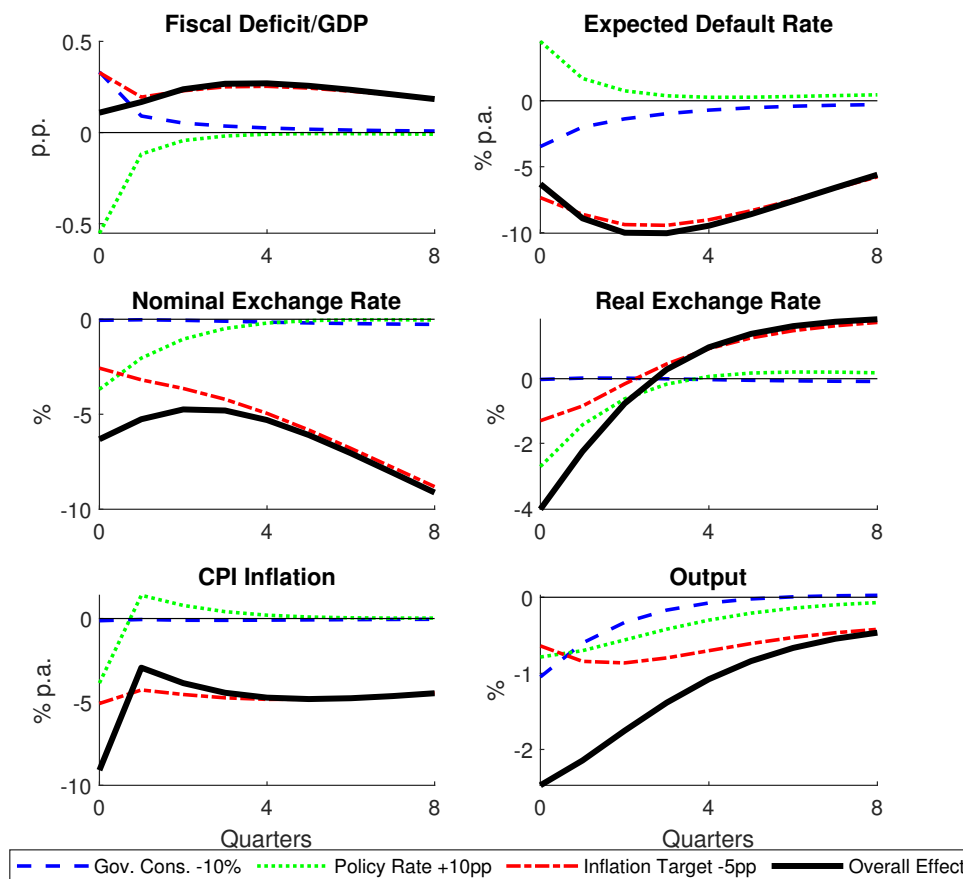 Fiscal Deficit/GDP
0.5
0
-0.5
p.p.
0 4 8
Expected Default Rate
0
-5
-10
% p.a.
0 4 8
Nominal Exchange Rate
0
-5
-10
%
0 4 8
Real Exchange Rate
0
-2
-4
%
0 4 8
CPI Inflation
0
-5
-10
% p.a.
0 4 8
Quarters
Output
0
-1
-2
%
0 4 8
Quarters
Gov. Cons. -10% Policy Rate +10pp Inflation Target -5pp Overall Effect